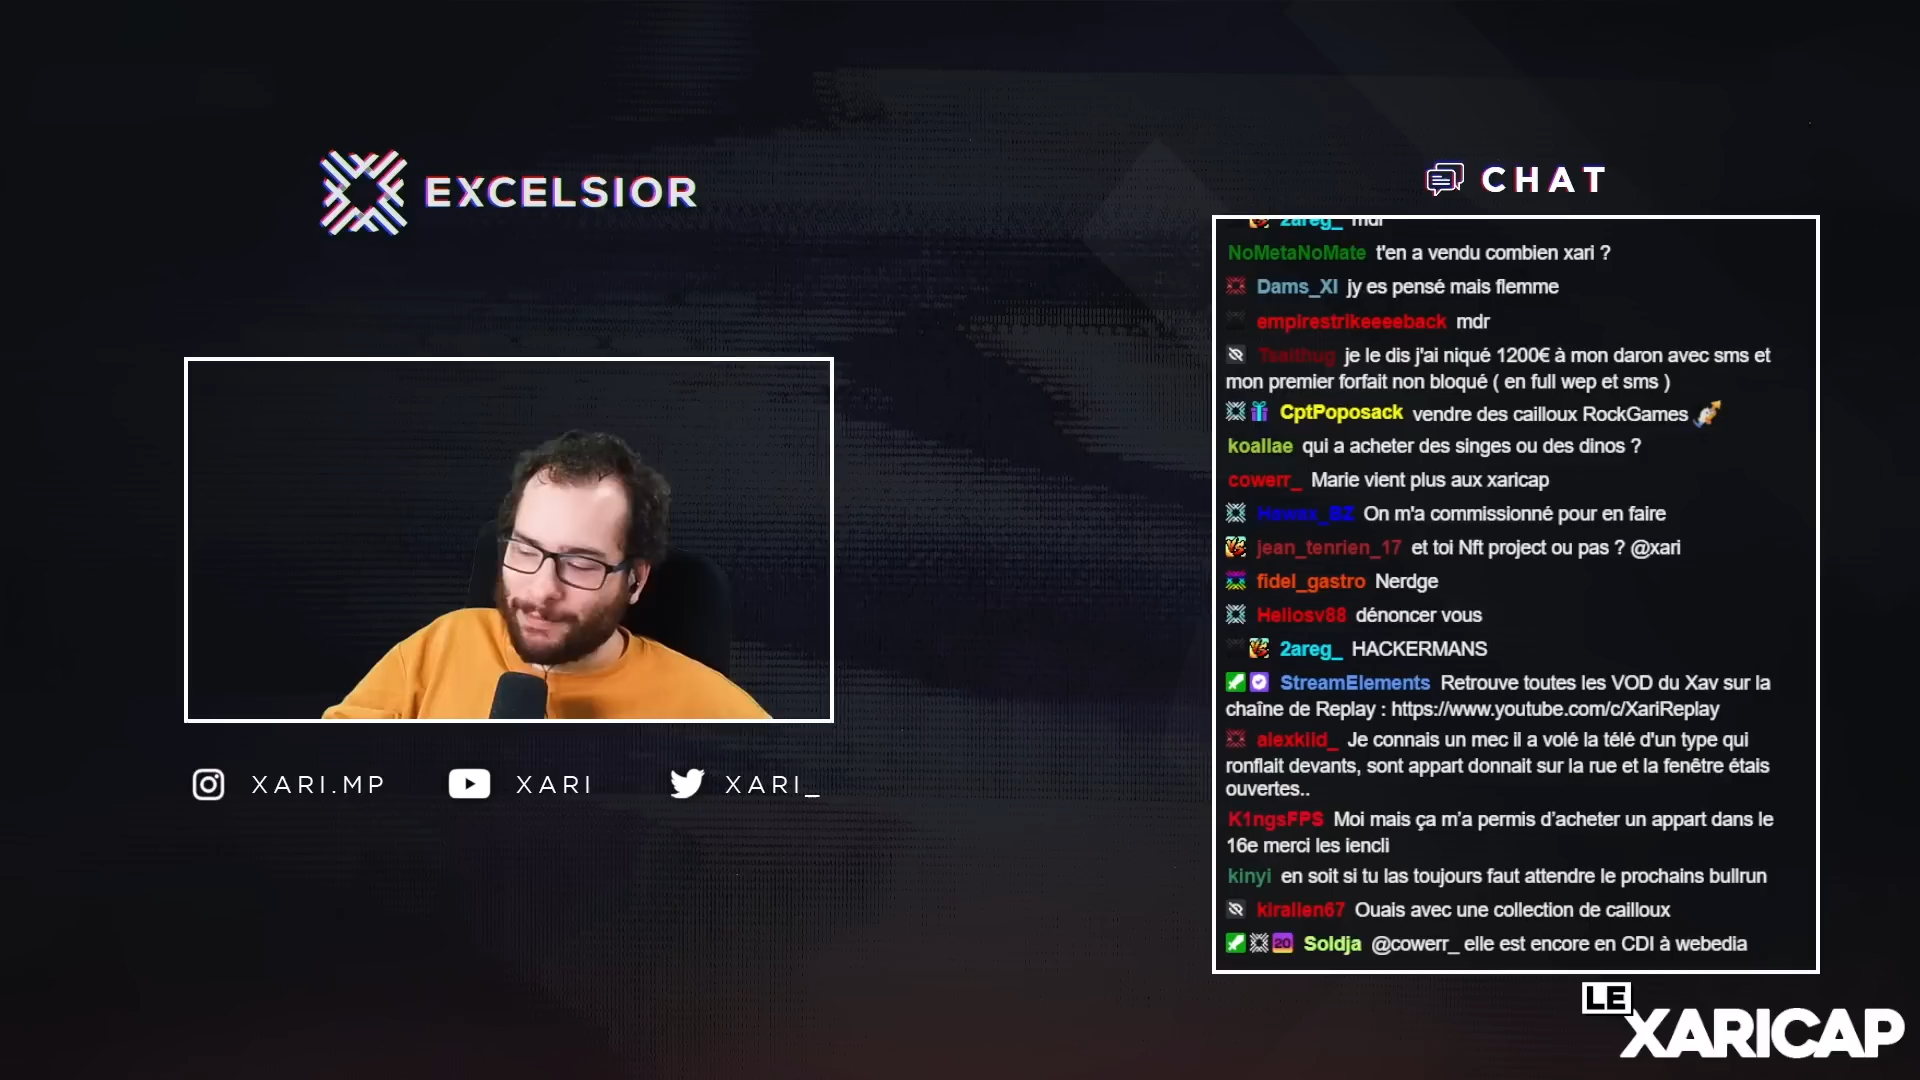 EXCELSIOR
XARI.MP
XARI
XARI_
CHAT
2areg_ mdr
NoMetaNoMate t'en a vendu combien xari ?
Dams_XI jy es pensé mais flemme
empirestrikeeeeback mdr
Tsaithug je le dis j'ai niqué 1200€ à mon daron avec sms et
mon premier forfait non bloqué ( en full wep et sms )
CptPoposack vendre des cailloux RockGames
koallae qui a acheter des singes ou des dinos ?
cowerr_ Marie vient plus aux xaricap
Hawax_BZ On m'a commissionné pour en faire
jean_tenrien_17 et toi Nft project ou pas ? @xari
fidel_gastro Nerdge
Heliosv88 dénoncer vous
2areg_ HACKERMANS
StreamElements Retrouve toutes les VOD du Xav sur la
chaîne de Replay : https://www.youtube.com/c/XariReplay
alexklld_ Je connais un mec il a volé la télé d'un type qui
ronflait devants, sont appart donnait sur la rue et la fenêtre étais
ouvertes..
K1ngsFPS Moi mais ça m'a permis d'acheter un appart dans le
16e merci les iencli
kinyi en soit si tu las toujours faut attendre le prochains bullrun
kiralien67 Ouais avec une collection de cailloux
20 Soldja @cowerr_ elle est encore en CDI à webedia
LE
XARICAP